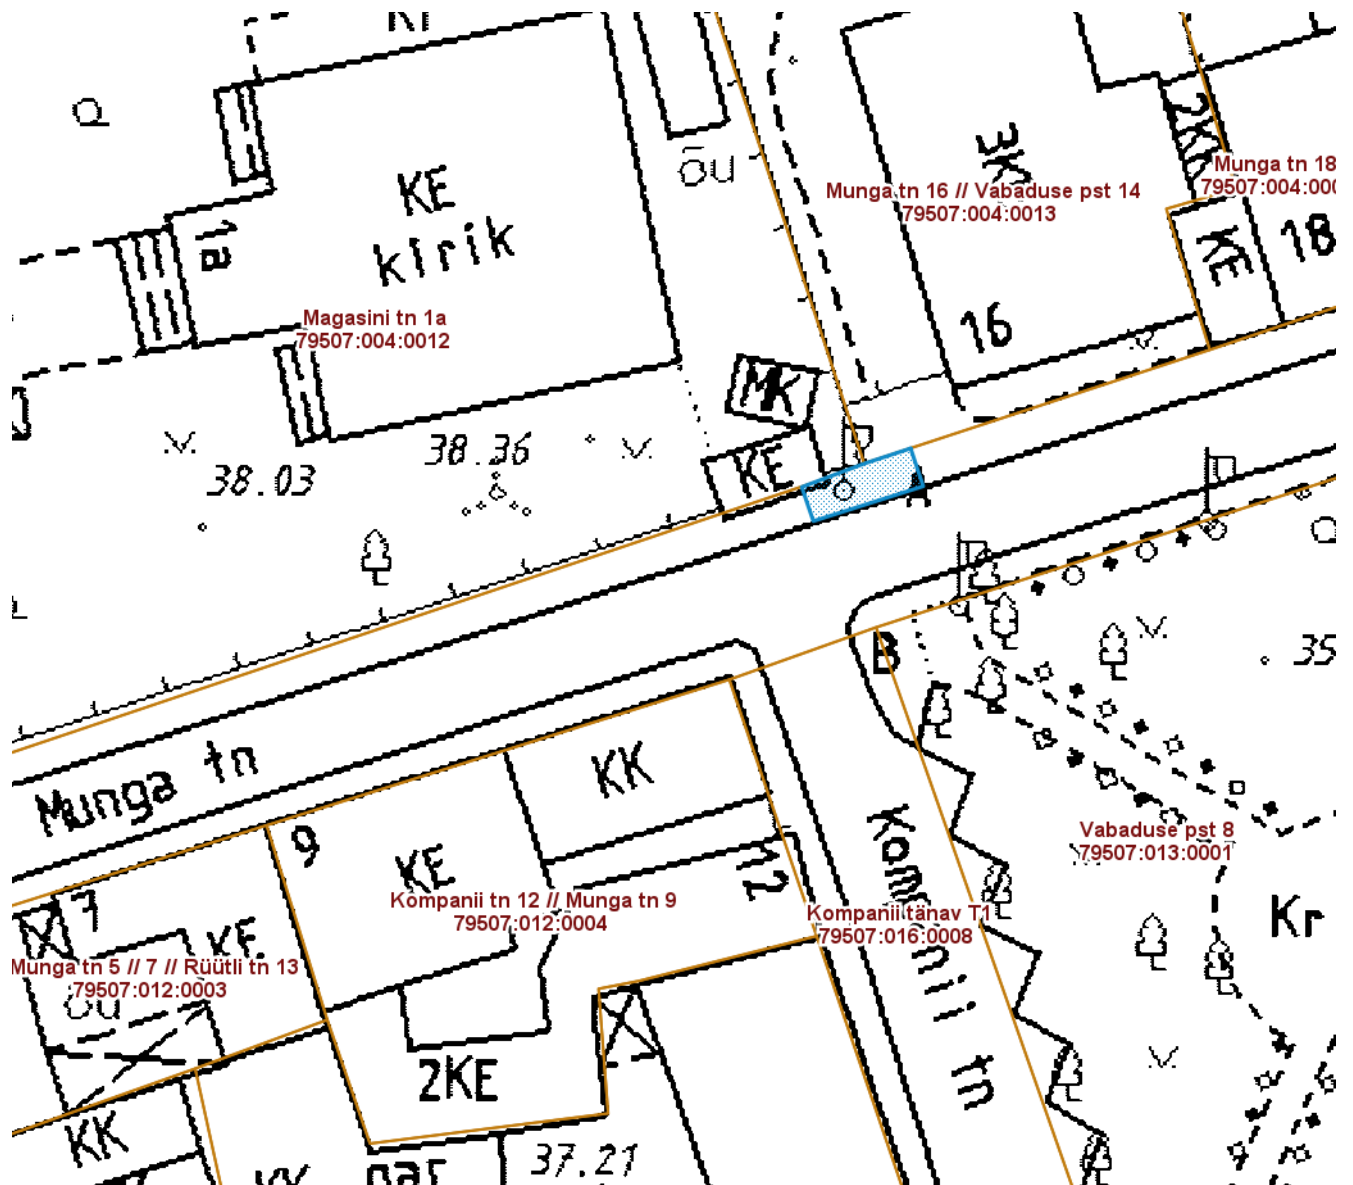 KE
kirik
1a
õu
3K
2KK
Munga tn 18
79507:004:000
Munga tn 16 // Vabaduse pst 14
79507:004:0013
KE
18
16
Magasini tn 1a
79507:004:0012
MK
KE
38.36
38.03
B
35
Munga tn
KK
9
KE
12
Kompanii tn
Vabaduse pst 8
79507:013:0001
Kompanii tn 12 // Munga tn 9
79507:012:0004
Kompanii tänav T1
79507:016:0008
Kr
7
KE
Munga tn 5 // 7 // Rüütli tn 13
79507:012:0003
õu
2KE
KK
37.21